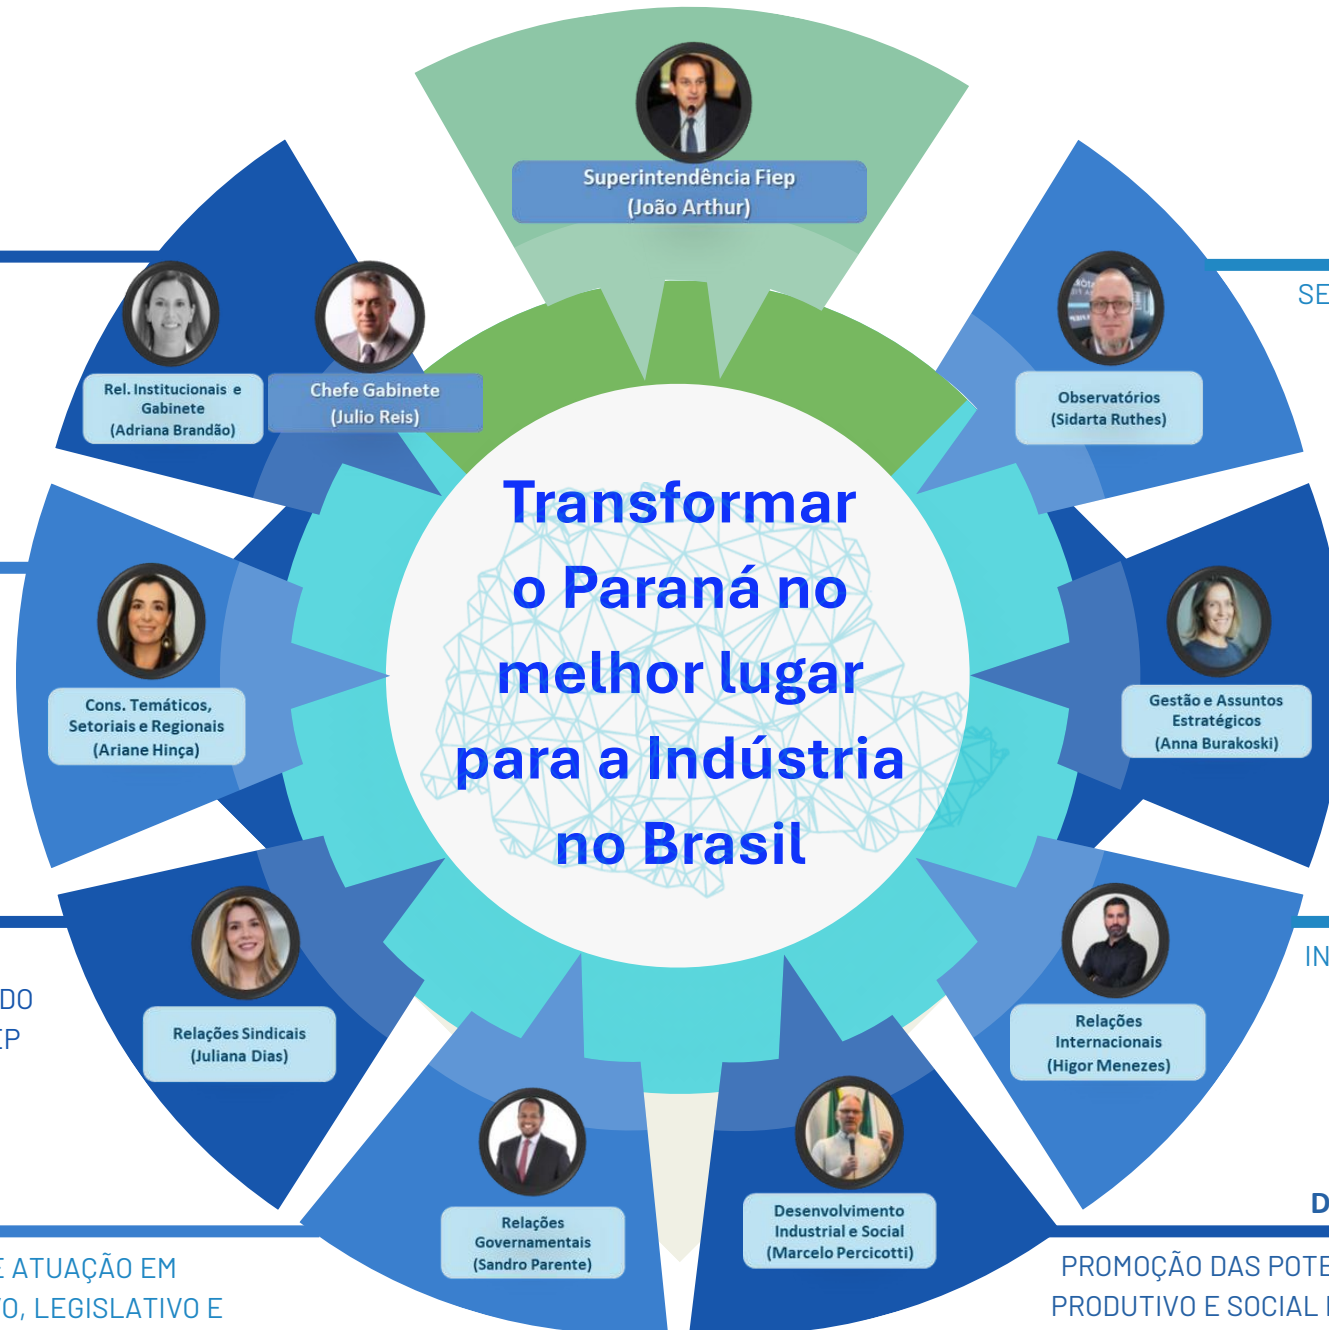 Superintendência Fiep
(João Arthur)
Rel. Institucionais e
Gabinete
(Adriana Brandão)
Chefe Gabinete
(Julio Reis)
Observatórios
(Sidarta Ruthes)
SE
Transformar
o Paraná no
melhor lugar
para a Indústria
no Brasil
Cons. Temáticos,
Setoriais e Regionais
(Ariane Hinça)
Gestão e Assuntos
Estratégicos
(Anna Burakoski)
Relações Sindicais
(Juliana Dias)
DO
EP
Relações
Internacionais
(Higor Menezes)
IN
Relações
Governamentais
(Sandro Parente)
Desenvolvimento
Industrial e Social
(Marcelo Percicotti)
E ATUAÇÃO EM
O, LEGISLATIVO E
D
PROMOÇÃO DAS POTE
PRODUTIVO E SOCIAL